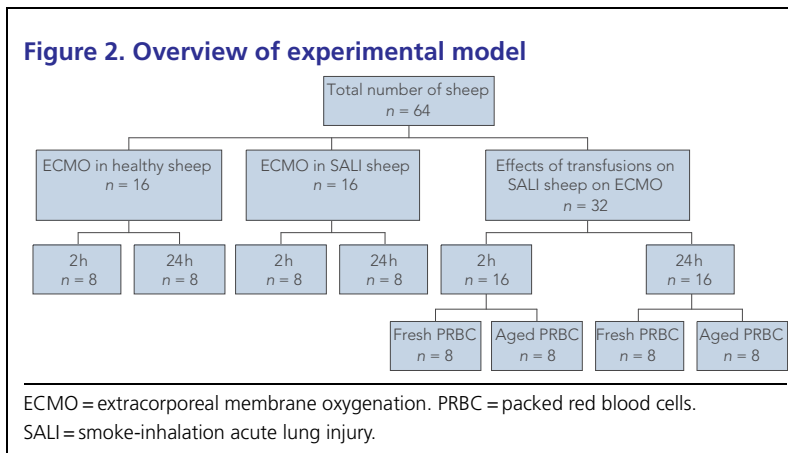 Figure 2. Overview of experimental model
Total number of sheep
n = 64
ECMO in healthy sheep
n = 16
ECMO in SALI sheep
n = 16
Effects of transfusions on
SALI sheep on ECMO
n = 32
2h
n = 8
24h
n = 8
2h
n = 8
24h
n = 8
2h
n = 16
24h
n = 16
Fresh PRBC
n = 8
Aged PRBC
n = 8
Fresh PRBC
n = 8
Aged PRBC
n = 8
ECMO = extracorporeal membrane oxygenation. PRBC = packed red blood cells.
SALI = smoke-inhalation acute lung injury.